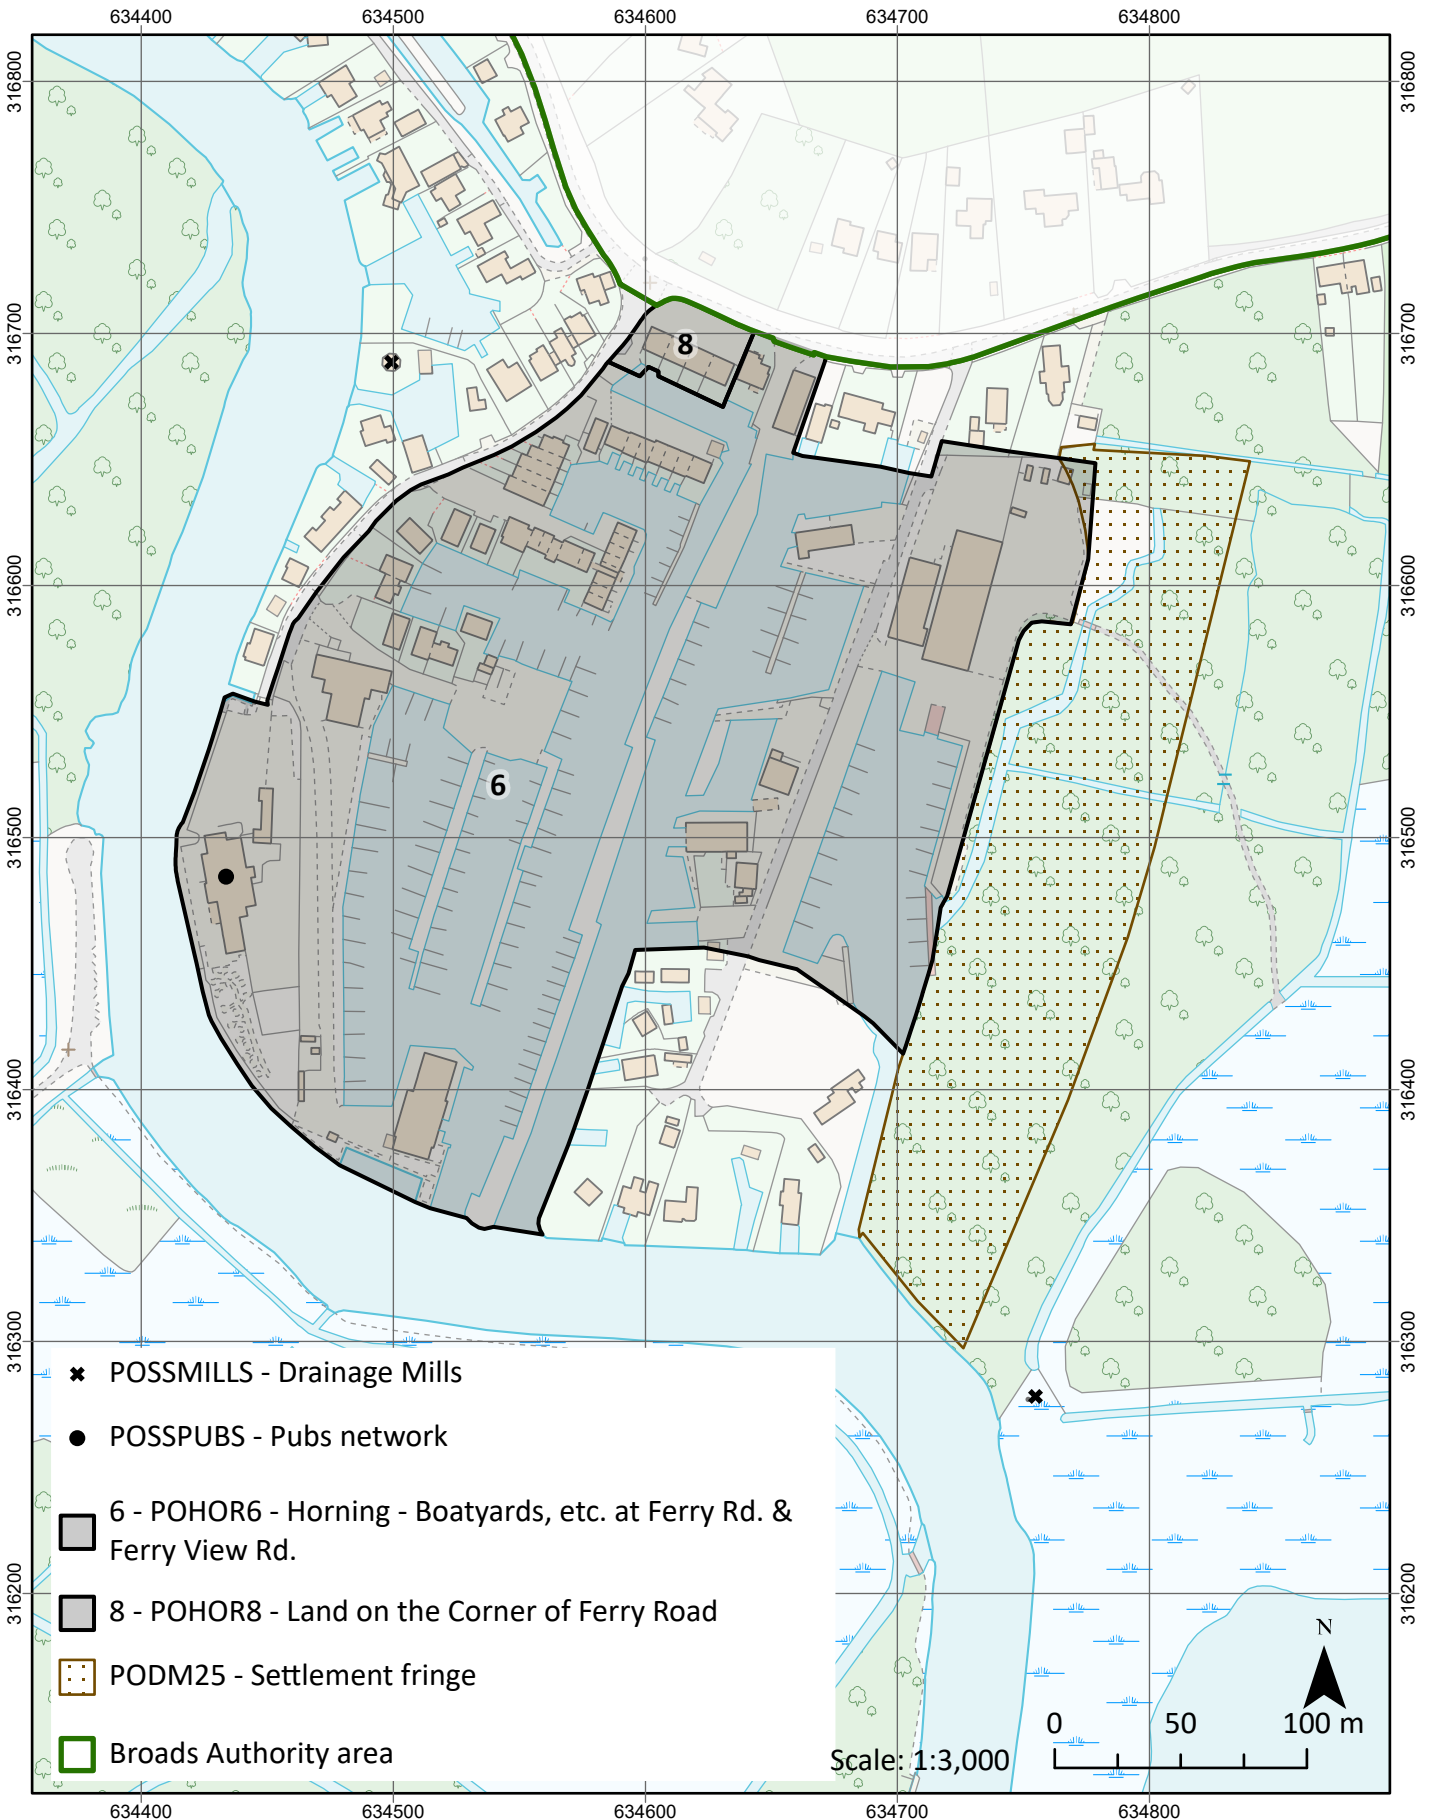 634400 634500 634600 634700 634800
316800 316800
316700 316700
8
316600 316600
6
316500 316500
316400 316400
316300 316300
POSSMILLS - Drainage Mills
POSSPUBS - Pubs network
6 - POHOR6 - Horning - Boatyards, etc. at Ferry Rd. &
Ferry View Rd.
316200 316200
8 - POHOR8 - Land on the Corner of Ferry Road
N
PODM25 - Settlement fringe
0 50 100 m
Broads Authority area
Scale: 1:3,000
634400 634500 634600 634700 634800